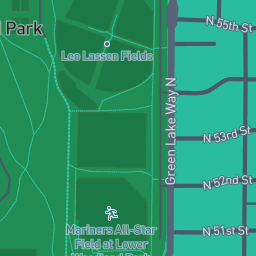 N 55th St
Park
Leo Lassen Fields
Green Lake Way N
N 53rd St
N 52nd St
Mariners All-Star
Field at Lower
N 51st St